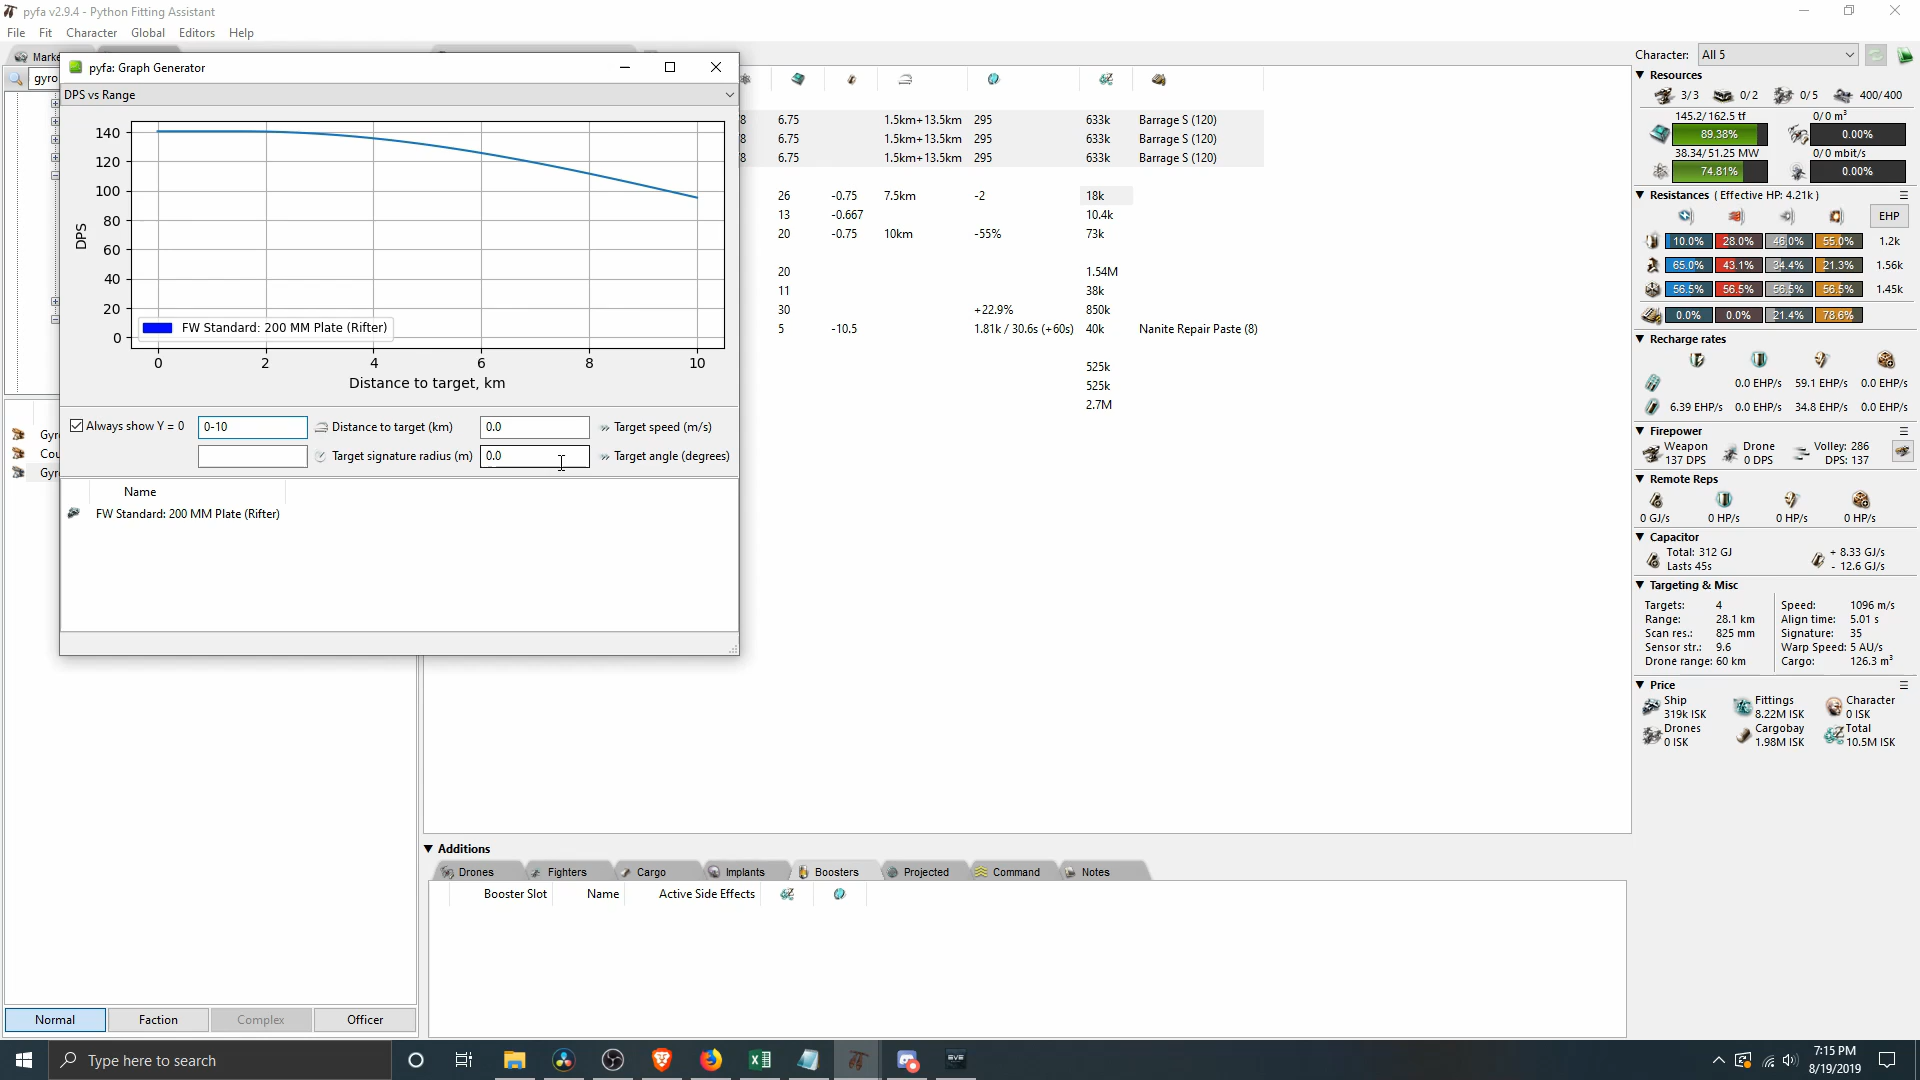 pyfa v2.9.4 - Python Fitting Assistant
File Fit Character Global Editors Help
pyfa: Graph Generator
DPS vs Range
DPS
140
120
100
80
60
40
20
0
FW Standard: 200 MM Plate (Rifter)
0 2 4 6 8 10
Distance to target, km
Always show Y = 0 0-10 Distance to target (km) 0.0 Target speed (m/s)
Target signature radius (m) 0.0 Target angle (degrees)
Name
FW Standard: 200 MM Plate (Rifter)
gyro
Normal Faction Complex Officer
6.75 1.5km+13.5km 295 633k Barrage S (120)
6.75 1.5km+13.5km 295 633k Barrage S (120)
6.75 1.5km+13.5km 295 633k Barrage S (120)
26 -0.75 7.5km -2 18k
13 -0.667 10.4k
20 -0.75 10km -55% 73k
20 1.54M
11 38k
30 +22.9% 850k
5 -10.5 1.81k / 30.6s (+60s) 40k Nanite Repair Paste (8)
525k
525k
2.7M
Additions
Drones Fighters Cargo Implants Boosters Projected Command Notes
Booster Slot Name Active Side Effects
Character: All 5
Resources
3/3 0/2 0/5 400/400
145.2/162.5 tf 0/0 m³
89.38% 0.00%
38.34/51.25 MW 0/0 mbit/s
74.81% 0.00%
Resistances (Effective HP: 4.21k)
EHP
10.0% 28.0% 46.0% 55.0% 1.2k
65.0% 43.1% 34.4% 21.3% 1.56k
56.5% 56.5% 56.5% 56.5% 1.45k
0.0% 0.0% 21.4% 78.6%
Recharge rates
0.0 EHP/s 59.1 EHP/s 0.0 EHP/s
6.39 EHP/s 0.0 EHP/s 34.8 EHP/s 0.0 EHP/s
Firepower
Weapon Drone Volley: 286
137 DPS 0 DPS DPS: 137
Remote Reps
0 GJ/s 0 HP/s 0 HP/s 0 HP/s
Capacitor
Total: 312 GJ + 8.33 GJ/s
Lasts 45s - 12.6 GJ/s
Targeting & Misc
Targets: 4 Speed: 1096 m/s
Range: 28.1 km Align time: 5.01 s
Scan res.: 825 mm Signature: 35
Sensor str.: 9.6 Warp Speed: 5 AU/s
Drone range: 60 km Cargo: 126.3 m³
Price
Ship Fittings Character
319k ISK 8.22M ISK 0 ISK
Drones Cargobay Total
0 ISK 1.98M ISK 10.5M ISK
Type here to search
EVE
7:15 PM
8/19/2019